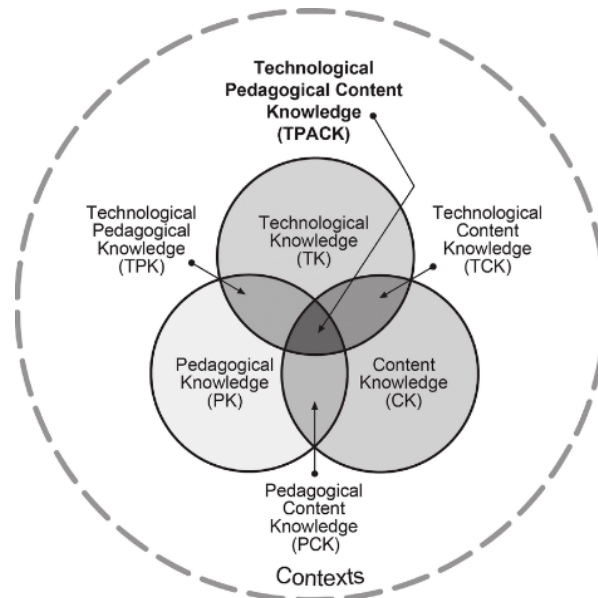 Technological
Pedagogical Content
Knowledge
(TPACK)
Technological
Pedagogical
Knowledge
(TPK)
Technological
Knowledge
(TK)
Technological
Content
Knowledge
(TCK)
Pedagogical
Knowledge
(PK)
Content
Knowledge
(CK)
Pedagogical
Content
Knowledge
(PCK)
Contexts